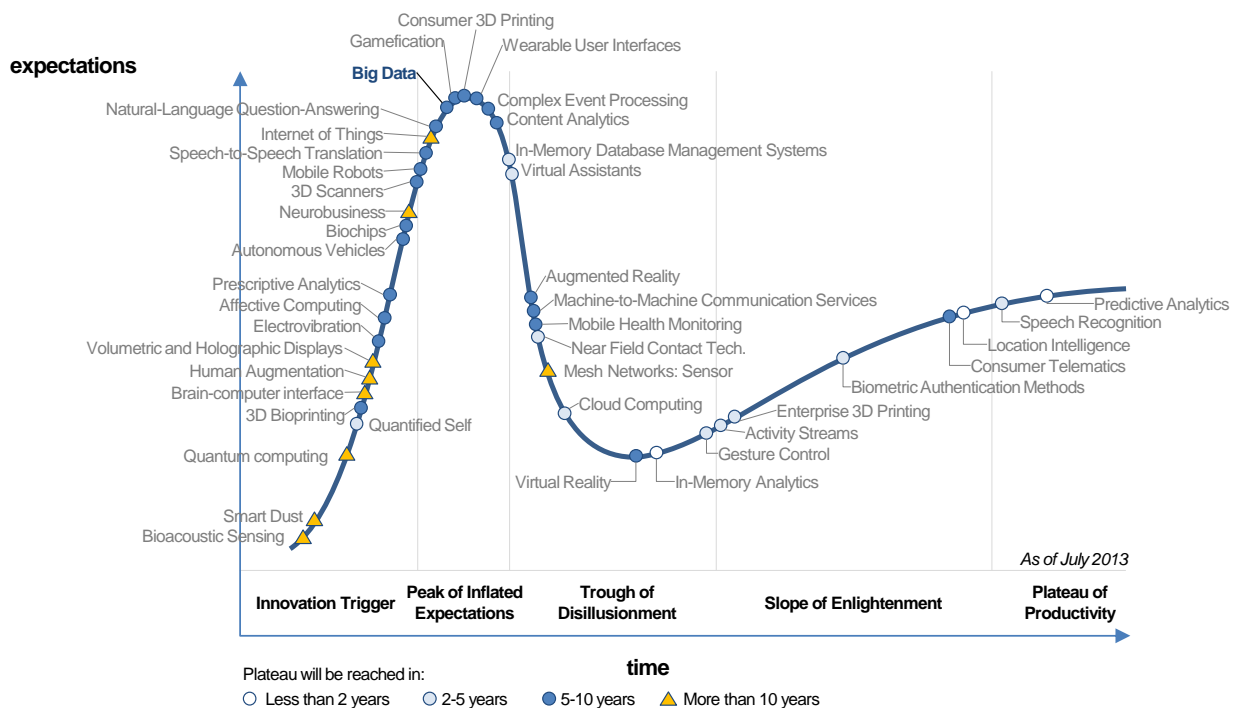 Consumer 3D Printing
Gamefication
Wearable User Interfaces
expectations
Big Data
Natural-Language Question-Answering
Complex Event Processing
Content Analytics
Internet of Things
Speech-to-Speech Translation
In-Memory Database Management Systems
Mobile Robots
Virtual Assistants
3D Scanners
Neurobusiness
Biochips
Autonomous Vehicles
Prescriptive Analytics
Augmented Reality
Affective Computing
Machine-to-Machine Communication Services
Predictive Analytics
Electrovibration
Mobile Health Monitoring
Speech Recognition
Volumetric and Holographic Displays
Near Field Contact Tech.
Location Intelligence
Human Augmentation
Mesh Networks: Sensor
Consumer Telematics
Brain-computer interface
Biometric Authentication Methods
3D Bioprinting
Cloud Computing
Enterprise 3D Printing
Quantified Self
Activity Streams
Quantum computing
Gesture Control
Virtual Reality
In-Memory Analytics
Smart Dust
Bioacoustic Sensing
As of July 2013
Innovation Trigger
Peak of Inflated
Expectations
Trough of
Disillusionment
Slope of Enlightenment
Plateau of
Productivity
time
Plateau will be reached in:
Less than 2 years
2-5 years
5-10 years
More than 10 years